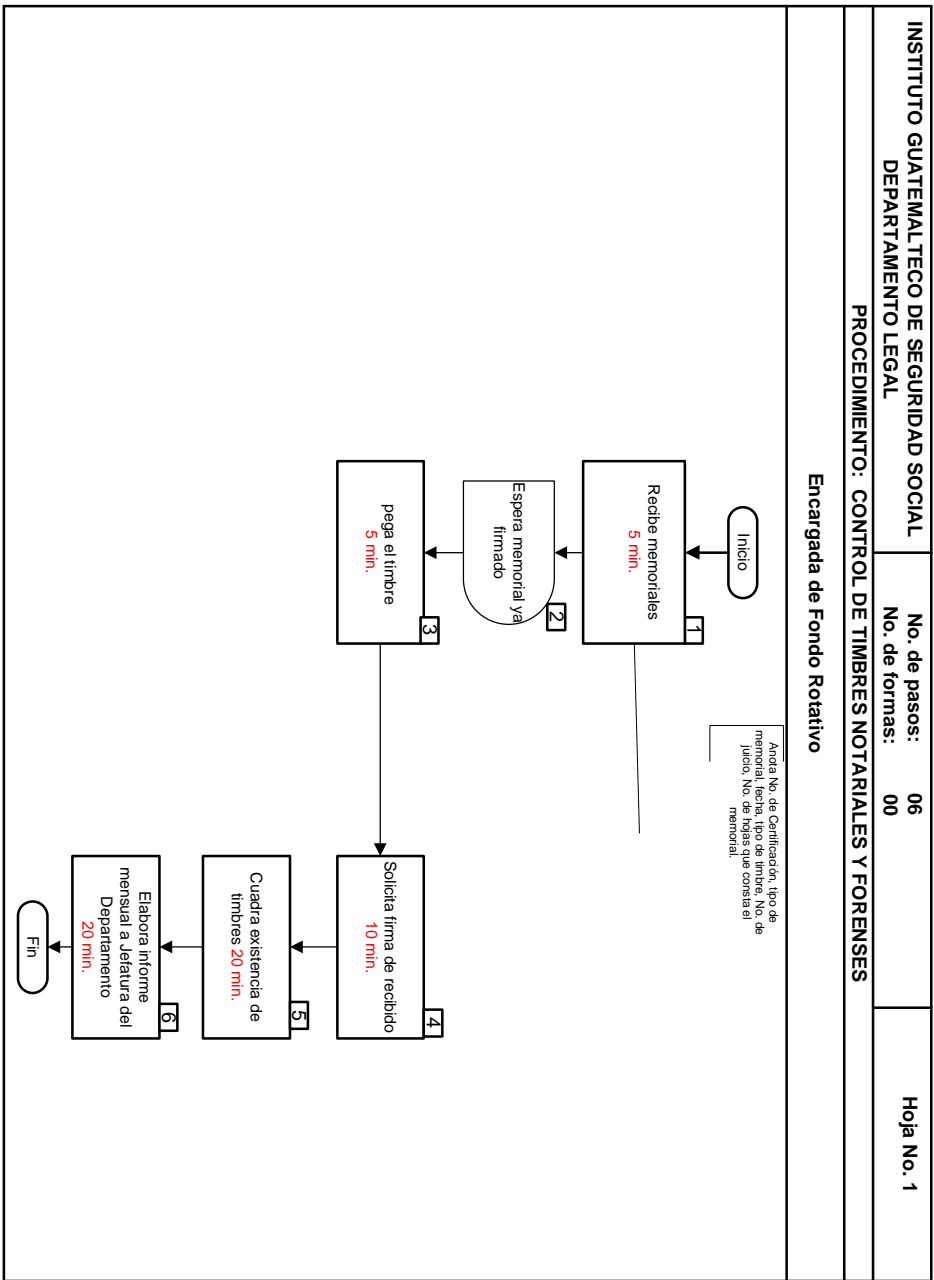 INSTITUTO GUATEMALTECO DE SEGURIDAD SOCIAL
DEPARTAMENTO LEGAL
No. de pasos: 06
No. de formas: 00
Hoja No. 1
PROCEDIMIENTO: CONTROL DE TIMBRES NOTARIALES Y FORENSES
Encargada de Fondo Rotativo
Inicio
1
Recibe memoriales
5 min.
Anota No. de Certificación, tipo de
memorial, fecha, tipo de timbre, No. de
juicio, No. de hojas que consta el
memorial.
2
Espera memorial ya
firmado
3
pega el timbre
5 min.
4
Solicita firma de recibido
10 min.
5
Cuadra existencia de
timbres 20 min.
6
Elabora informe
mensual a Jefatura del
Departamento
20 min.
Fin